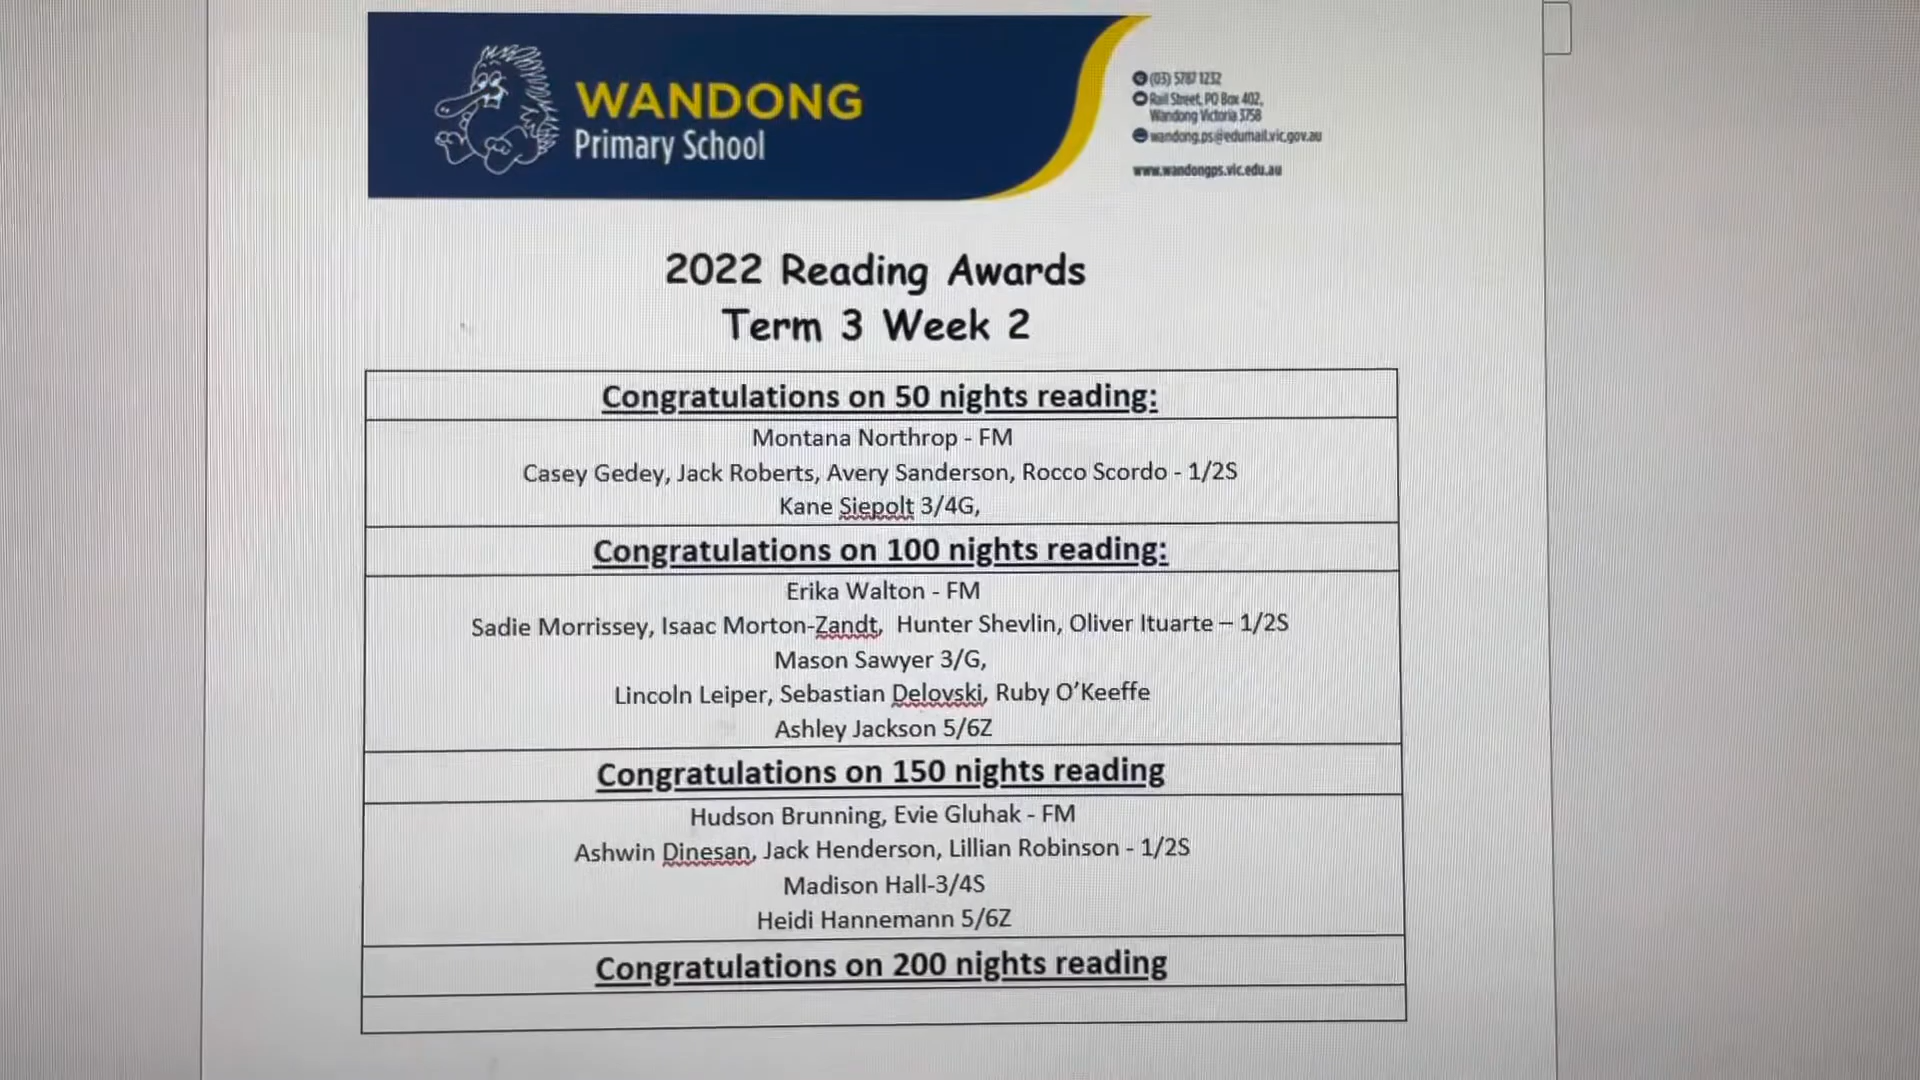 WANDONG
Primary School
(03) 5787 1232
Rail Street, PO Box 402,
Wandong Victoria 3758
wandong.ps@edumail.vic.gov.au
www.wandongps.vic.edu.au
2022 Reading Awards
Term 3 Week 2
Congratulations on 50 nights reading:
Montana Northrop - FM
Casey Gedey, Jack Roberts, Avery Sanderson, Rocco Scordo - 1/2S
Kane Siepolt 3/4G,
Congratulations on 100 nights reading:
Erika Walton - FM
Sadie Morrissey, Isaac Morton-Zandt,  Hunter Shevlin, Oliver Ituarte – 1/2S
Mason Sawyer 3/G,
Lincoln Leiper, Sebastian Delovski, Ruby O’Keeffe
Ashley Jackson 5/6Z
Congratulations on 150 nights reading
Hudson Brunning, Evie Gluhak - FM
Ashwin Dinesan, Jack Henderson, Lillian Robinson - 1/2S
Madison Hall-3/4S
Heidi Hannemann 5/6Z
Congratulations on 200 nights reading